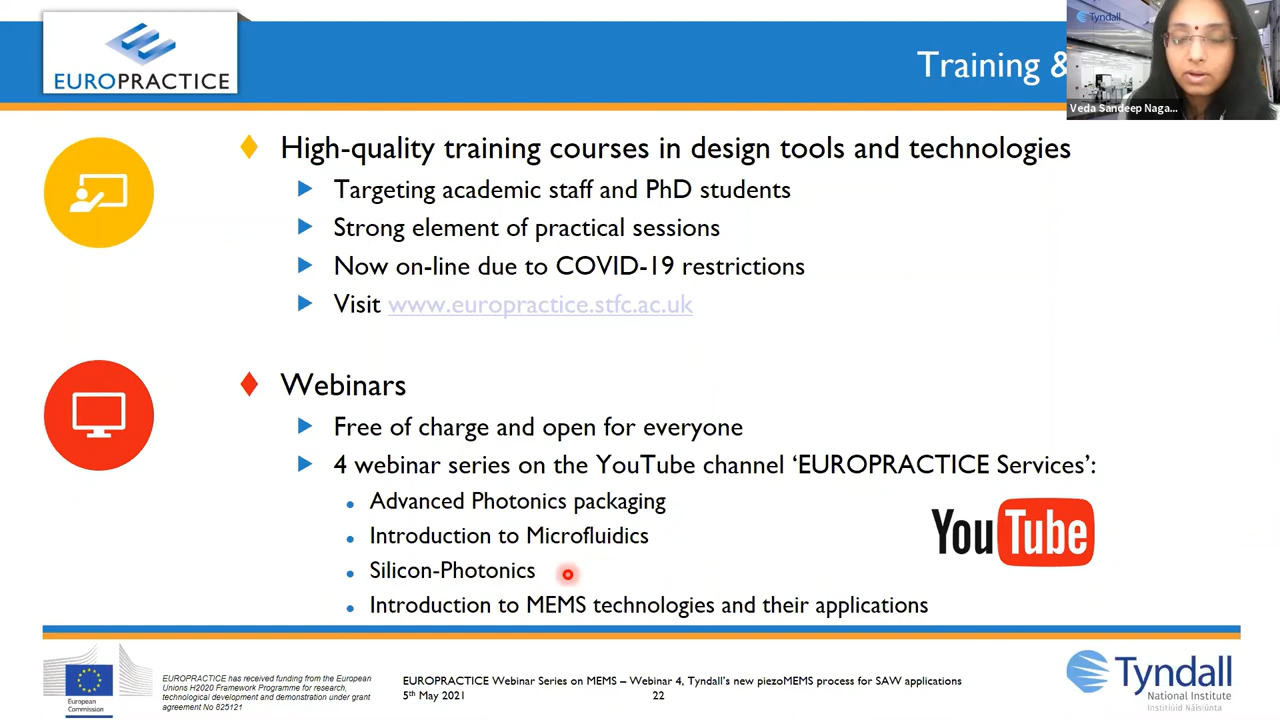 EUROPRACTICE
Training &
Tyndall
Veda Sandeep Naga...
High-quality training courses in design tools and technologies
Targeting academic staff and PhD students
Strong element of practical sessions
Now on-line due to COVID-19 restrictions
Visit www.europractice.stfc.ac.uk
Webinars
Free of charge and open for everyone
4 webinar series on the YouTube channel ‘EUROPRACTICE Services’:
Advanced Photonics packaging
Introduction to Microfluidics
Silicon-Photonics
Introduction to MEMS technologies and their applications
YouTube
European
Commission
EUROPRACTICE has received funding from the European
Unions H2020 Framework Programme for research,
technological development and demonstration under grant
agreement No 825121
EUROPRACTICE Webinar Series on MEMS – Webinar 4, Tyndall's new piezoMEMS process for SAW applications
5th May 2021 22
Tyndall
National Institute
Institiúid Náisiúnta